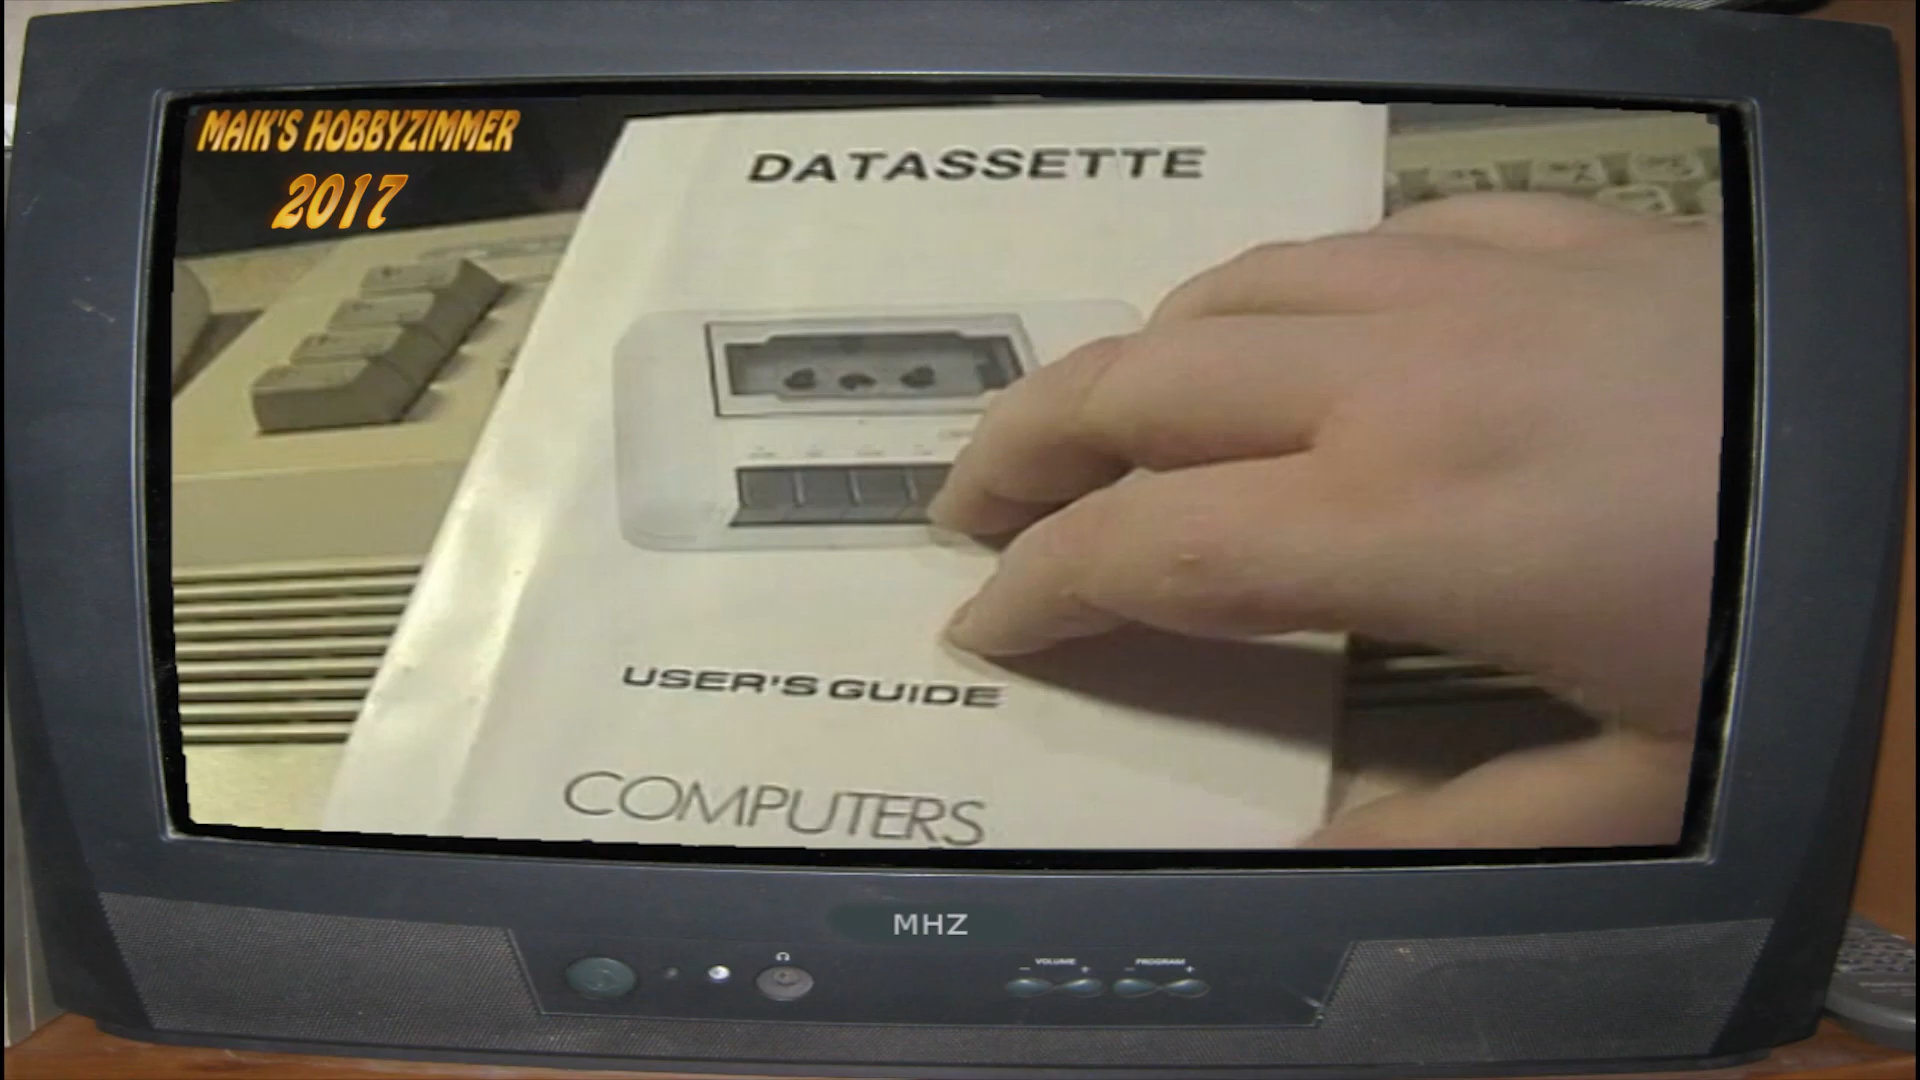 MAIK'S HOBBYZIMMER
2017
DATASSETTE
USER'S GUIDE
COMPUTERS
MHZ
VOLUME
PROGRAM